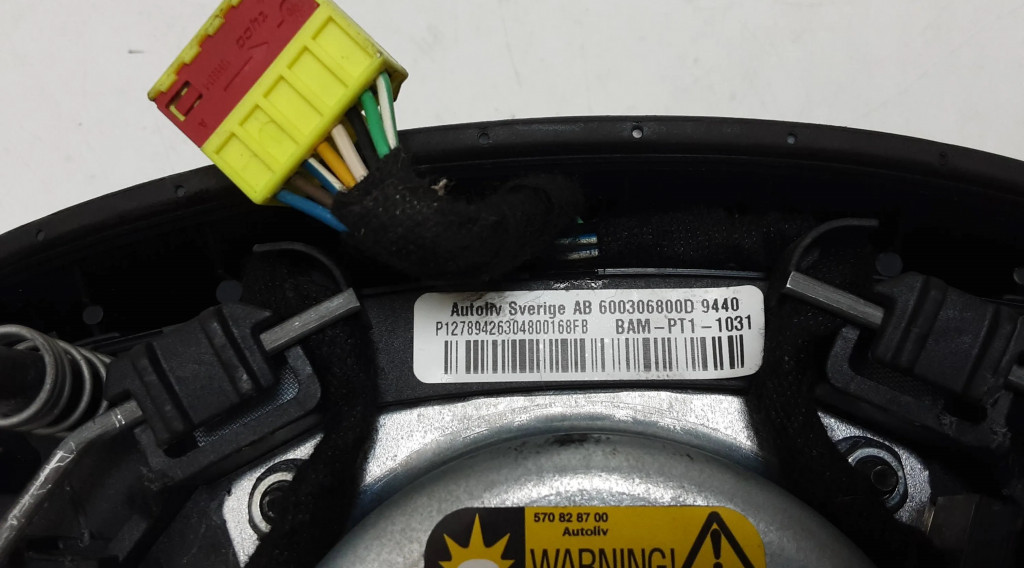 Autoliv Sverige AB 600306800D 9440
P12789426304800168FB BAM-PT1-1031
570 82 87 00
Autoliv
WARNING!